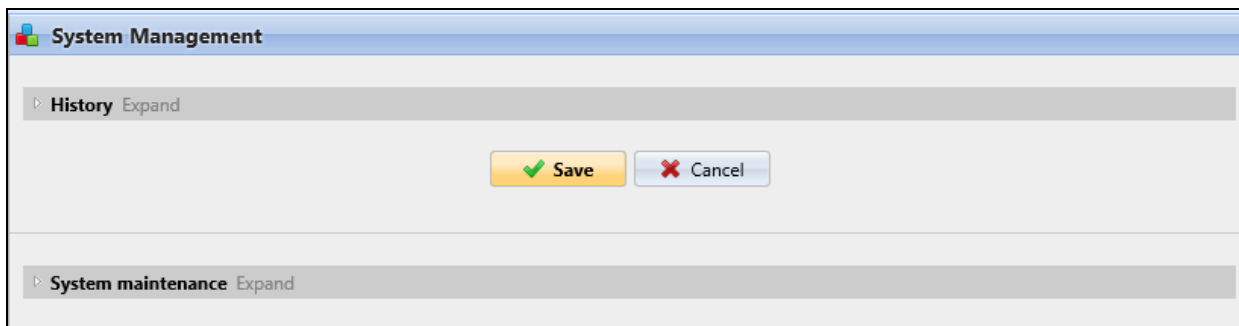 System Management
History Expand
Save Cancel
System maintenance Expand